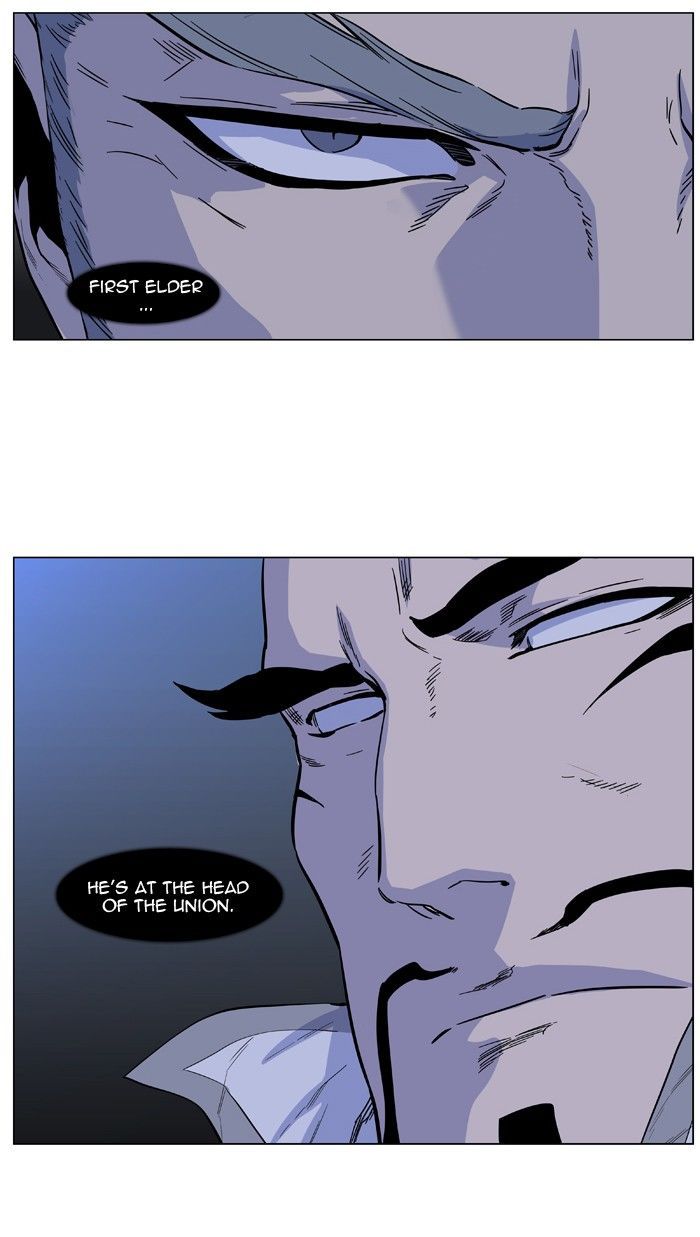 FIRST ELDER
...
HE'S AT THE HEAD
OF THE UNION.